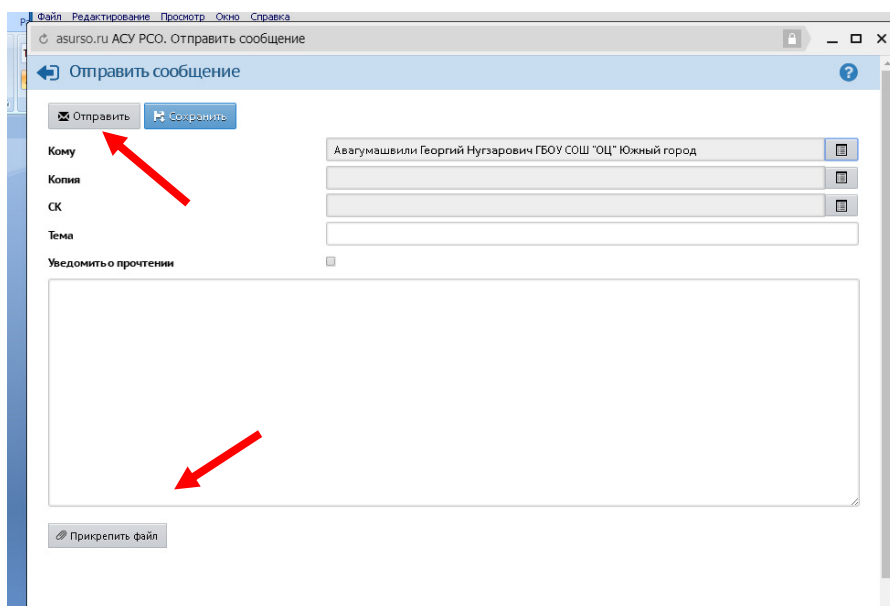 Файл Редактирование Просмотр Окно Справка
asurso.ru АСУ РСО. Отправить сообщение
Отправить сообщение
?
Отправить Сохранить
Кому Авагумашвили Георгий Нугзарович ГБОУ СОШ "ОЦ" Южный город
Копия
СК
Тема
Уведомить о прочтении
Прикрепить файл